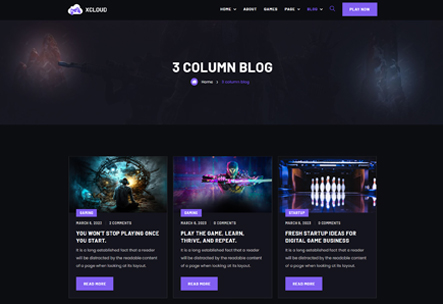 XCLOUD
HOME ABOUT GAMES PAGE BLOG PLAY NOW
3 COLUMN BLOG
Home 3 column blog
GAMING GAMING STARTUP
MARCH 6, 2023 3 COMMENTS MARCH 6, 2023 0 COMMENTS MARCH 6, 2023 0 COMMENTS
YOU WON'T STOP PLAYING ONCE PLAY THE GAME, LEARN, FRESH STARTUP IDEAS FOR
YOU START. THRIVE, AND REPEAT. DIGITAL GAME BUSINESS
It is a long established fact that a reader It is a long established fact that a reader It is a long established fact that a reader
will be distracted by the readable content will be distracted by the readable content will be distracted by the readable content
of a page when looking at its layout. of a page when looking at its layout. of a page when looking at its layout.
READ MORE READ MORE READ MORE